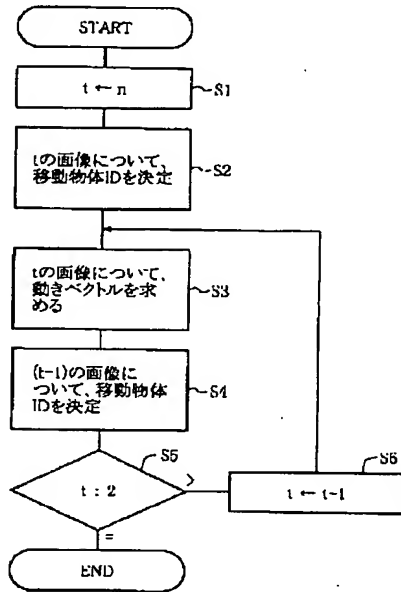 START
t ← n
S1
tの画像について、
移動物体IDを決定
S2
tの画像について、
動きベクトルを求
める
S3
(t-1)の画像に
ついて、移動物体
IDを決定
S4
S5
t : 2
>
=
S6
t ← t-1
END